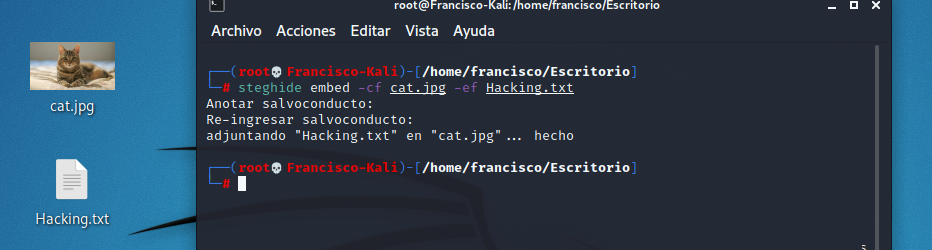 root@Francisco-Kali:/home/francisco/Escritorio
Archivo Acciones Editar Vista Ayuda
┌──(root💀Francisco-Kali)-[/home/francisco/Escritorio]
└─# steghide embed -cf cat.jpg -ef Hacking.txt
Anotar salvoconducto:
Re-ingresar salvoconducto:
adjuntando "Hacking.txt" en "cat.jpg"... hecho
┌──(root💀Francisco-Kali)-[/home/francisco/Escritorio]
└─#
cat.jpg
Hacking.txt